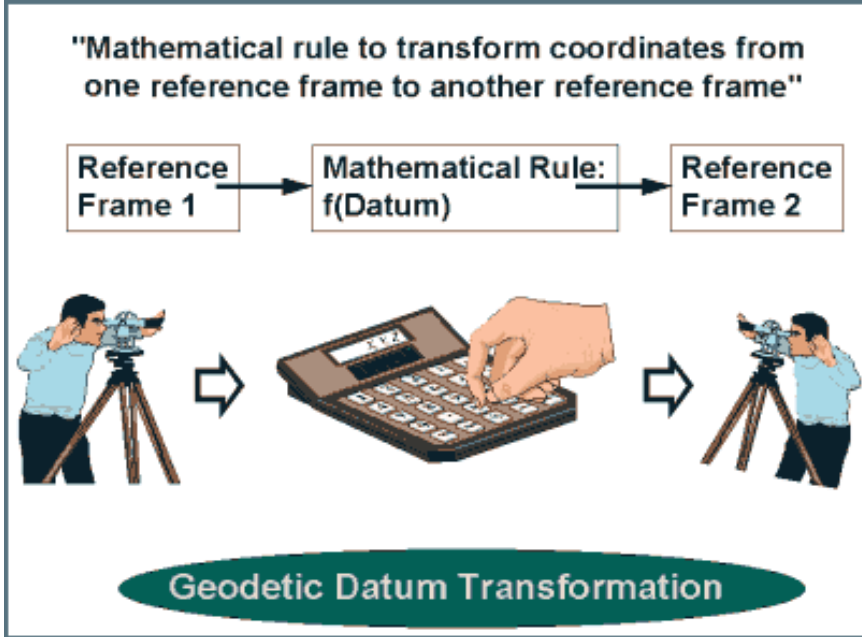 "Mathematical rule to transform coordinates from
one reference frame to another reference frame"
Reference
Frame 1
Mathematical Rule:
f(Datum)
Reference
Frame 2
XYZ
Geodetic Datum Transformation